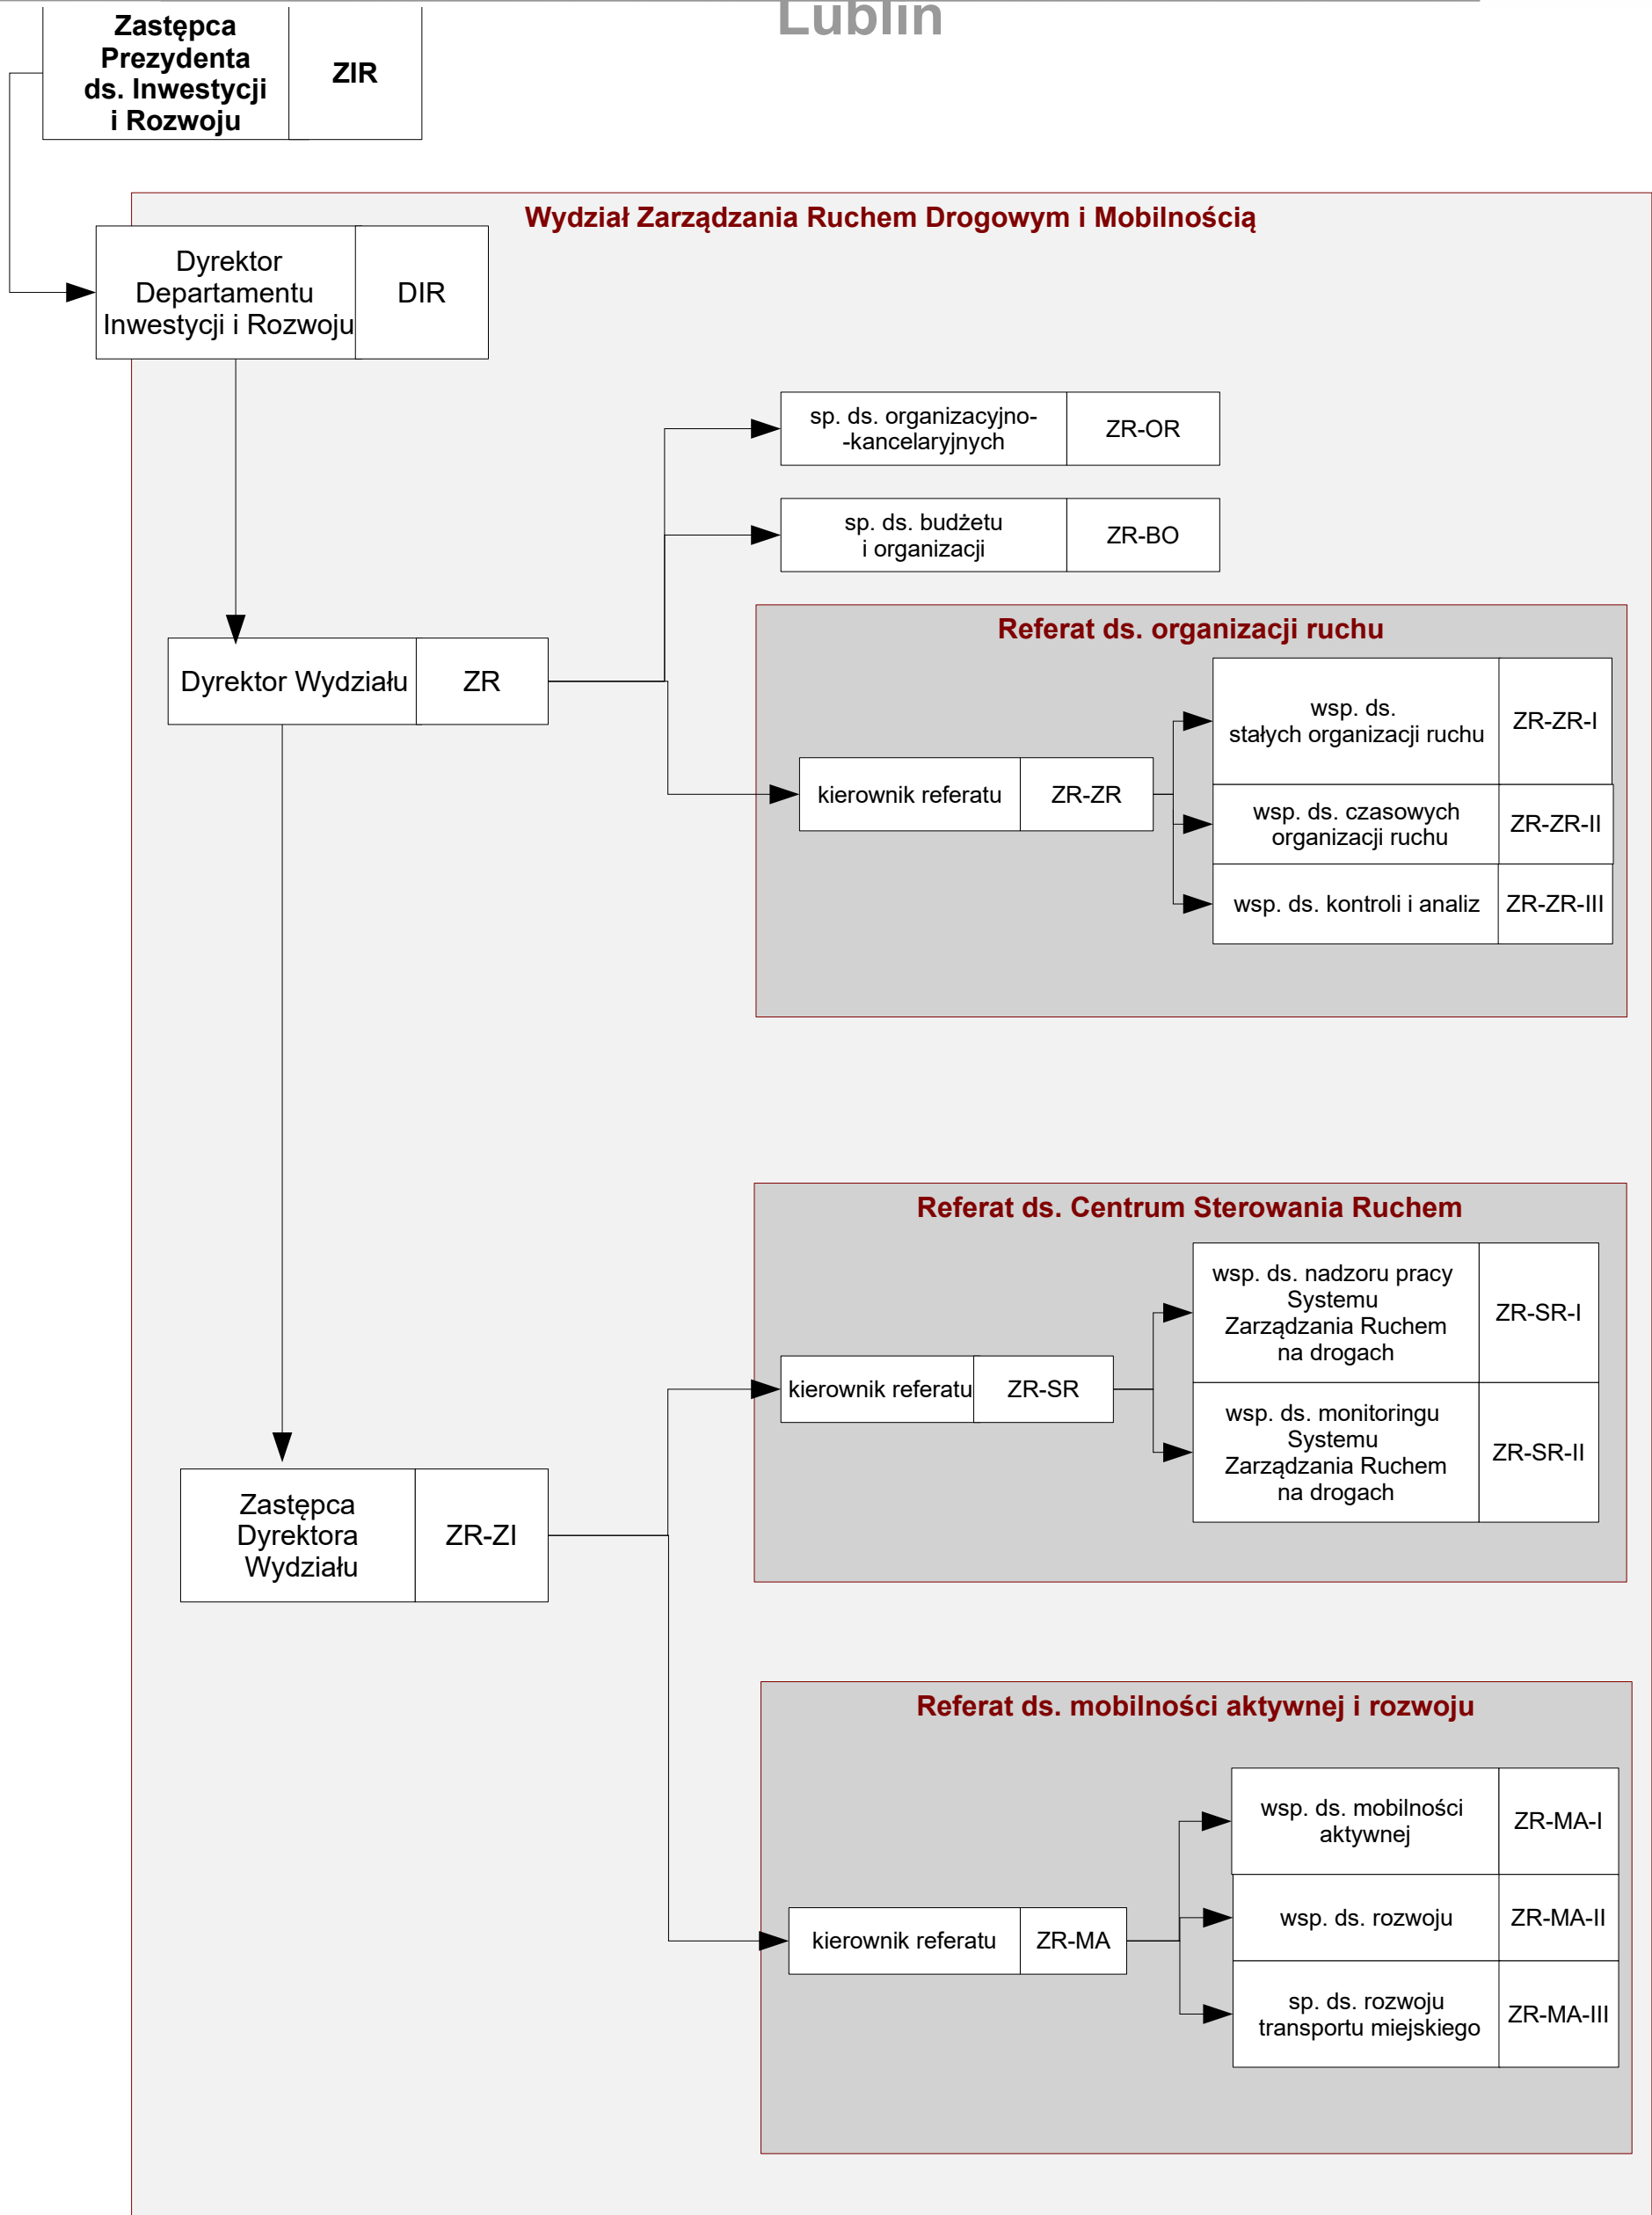 Lublin
Zastępca
Prezydenta
ds. Inwestycji
i Rozwoju
ZIR
Wydział Zarządzania Ruchem Drogowym i Mobilnością
Dyrektor
Departamentu
Inwestycji i Rozwoju
DIR
sp. ds. organizacyjno-
-kancelaryjnych
ZR-OR
sp. ds. budżetu
i organizacji
ZR-BO
Dyrektor Wydziału
ZR
Referat ds. organizacji ruchu
kierownik referatu
ZR-ZR
wsp. ds.
stałych organizacji ruchu
ZR-ZR-I
wsp. ds. czasowych
organizacji ruchu
ZR-ZR-II
wsp. ds. kontroli i analiz
ZR-ZR-III
Zastępca
Dyrektora
Wydziału
ZR-ZI
Referat ds. Centrum Sterowania Ruchem
kierownik referatu
ZR-SR
wsp. ds. nadzoru pracy
Systemu
Zarządzania Ruchem
na drogach
ZR-SR-I
wsp. ds. monitoringu
Systemu
Zarządzania Ruchem
na drogach
ZR-SR-II
Referat ds. mobilności aktywnej i rozwoju
kierownik referatu
ZR-MA
wsp. ds. mobilności
aktywnej
ZR-MA-I
wsp. ds. rozwoju
ZR-MA-II
sp. ds. rozwoju
transportu miejskiego
ZR-MA-III